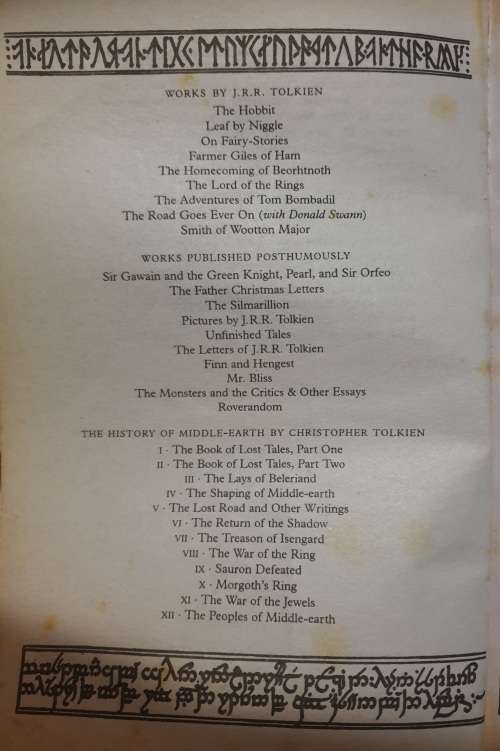 WORKS BY J.R.R. TOLKIEN
The Hobbit
Leaf by Niggle
On Fairy-Stories
Farmer Giles of Ham
The Homecoming of Beorhtnoth
The Lord of the Rings
The Adventures of Tom Bombadil
The Road Goes Ever On (with Donald Swann)
Smith of Wootton Major
WORKS PUBLISHED POSTHUMOUSLY
Sir Gawain and the Green Knight, Pearl, and Sir Orfeo
The Father Christmas Letters
The Silmarillion
Pictures by J.R.R. Tolkien
Unfinished Tales
The Letters of J.R.R. Tolkien
Finn and Hengest
Mr. Bliss
The Monsters and the Critics & Other Essays
Roverandom
THE HISTORY OF MIDDLE-EARTH BY CHRISTOPHER TOLKIEN
I · The Book of Lost Tales, Part One
II · The Book of Lost Tales, Part Two
III · The Lays of Beleriand
IV · The Shaping of Middle-earth
V · The Lost Road and Other Writings
VI · The Return of the Shadow
VII · The Treason of Isengard
VIII · The War of the Ring
IX · Sauron Defeated
X · Morgoth's Ring
XI · The War of the Jewels
XII · The Peoples of Middle-earth